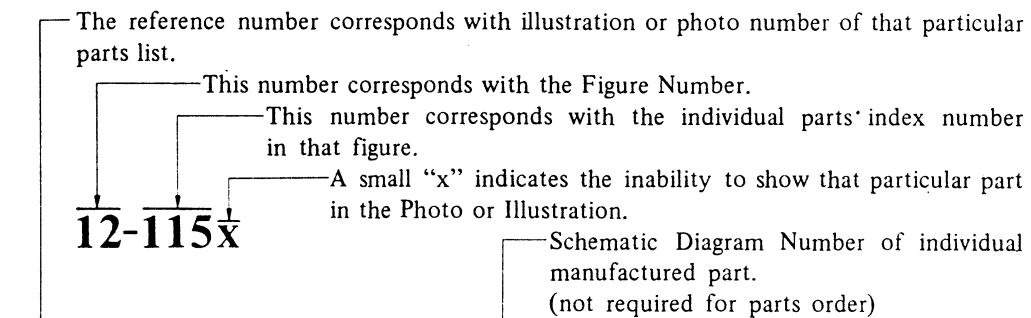 The reference number corresponds with illustration or photo number of that particular
parts list.
This number corresponds with the Figure Number.
This number corresponds with the individual parts' index number
in that figure.
A small “x” indicates the inability to show that particular part
in the Photo or Illustration.
12-115x
Schematic Diagram Number of individual
manufactured part.
(not required for parts order)